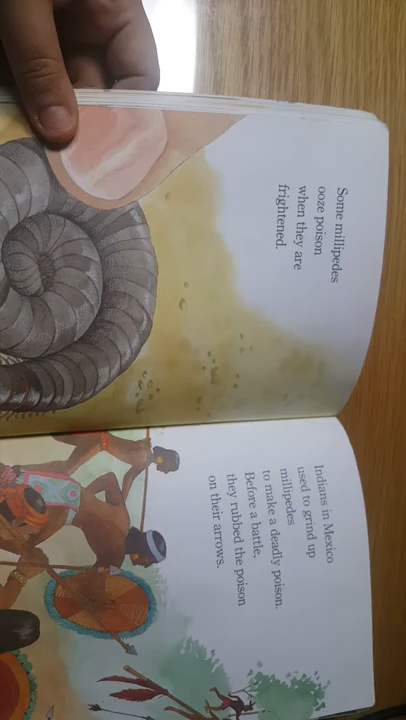 Some millipedes
ooze poison
when they are
frightened.
Indians in Mexico
used to grind up
millipedes
to make a deadly poison.
Before a battle,
they rubbed the poison
on their arrows.